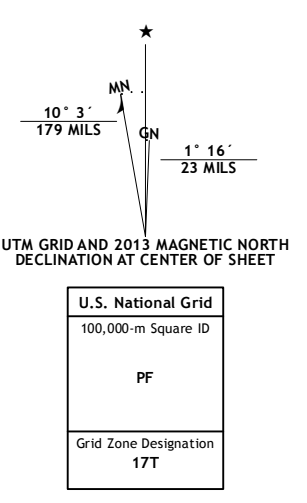 ★
MN
10° 3´
179 MILS
GN
1° 16´
23 MILS
UTM GRID AND 2013 MAGNETIC NORTH
DECLINATION AT CENTER OF SHEET
U.S. National Grid
100,000-m Square ID
PF
Grid Zone Designation
17T